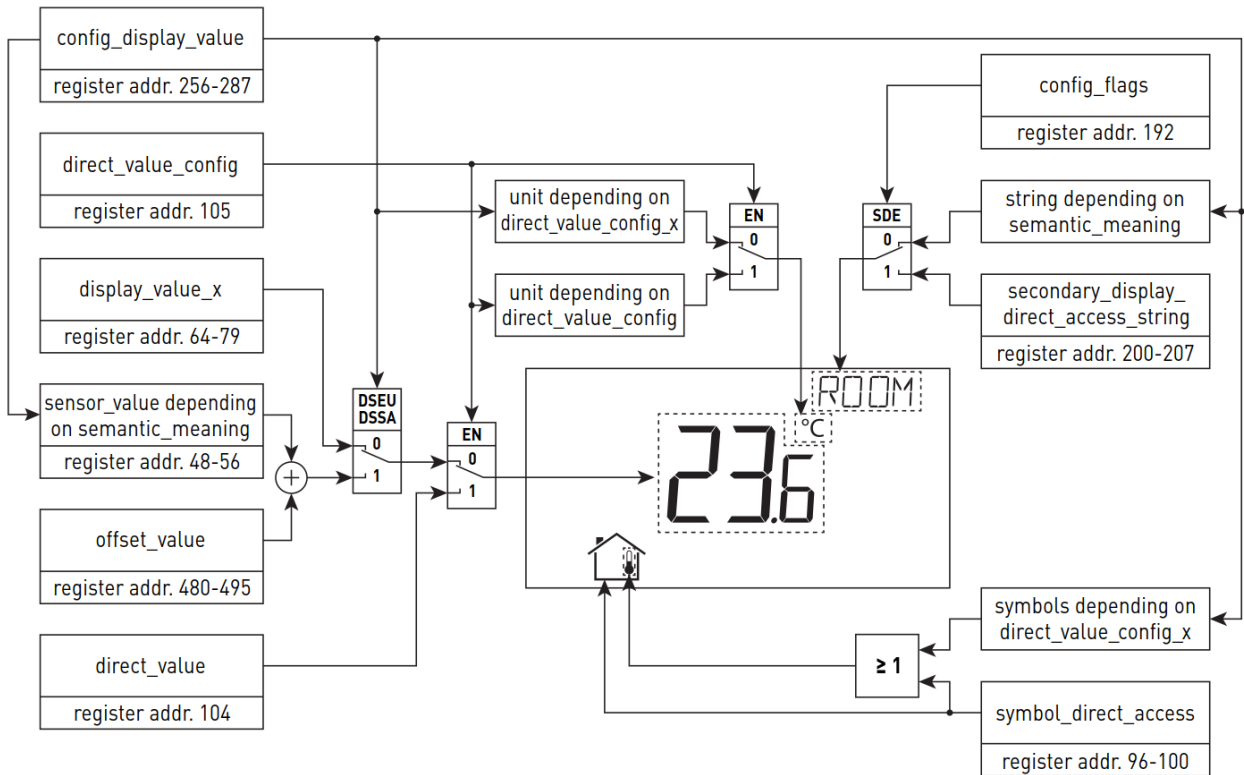 config_display_value
register addr. 256-287
direct_value_config
register addr. 105
display_value_x
register addr. 64-79
sensor_value depending
on semantic_meaning
register addr. 48-56
offset_value
register addr. 480-495
direct_value
register addr. 104
DSEU
DSSA
0
1
+
EN
0
1
unit depending on
direct_value_config_x
unit depending on
direct_value_config
EN
0
1
SDE
0
1
config_flags
register addr. 192
string depending on
semantic_meaning
secondary_display_
direct_access_string
register addr. 200-207
ROOM
°C
23.6
≥ 1
symbols depending on
direct_value_config_x
symbol_direct_access
register addr. 96-100